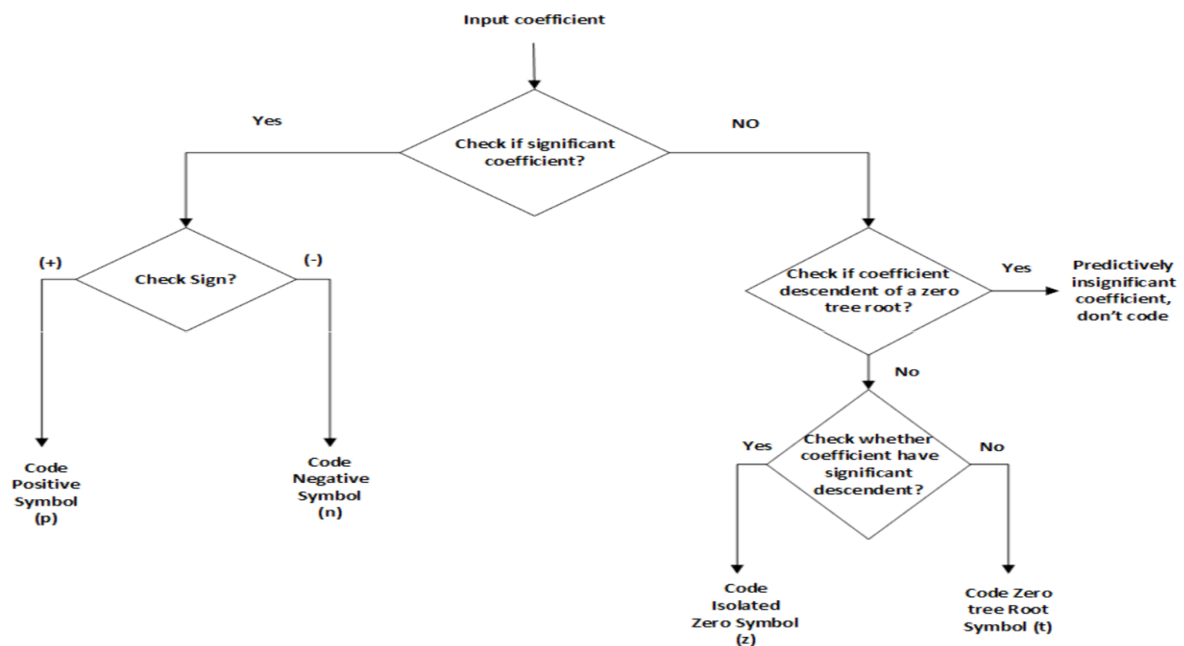 Input coefficient
Yes
NO
Check if significant
coefficient?
(+)
(-)
Check Sign?
Check if coefficient
descendent of a zero
tree root?
Yes
Predictively
insignificant
coefficient,
don't code
No
Yes
Check whether
coefficient have
significant
descendent?
No
Code
Positive
Symbol
(p)
Code
Negative
Symbol
(n)
Code
Isolated
Zero Symbol
(z)
Code Zero
tree Root
Symbol (t)